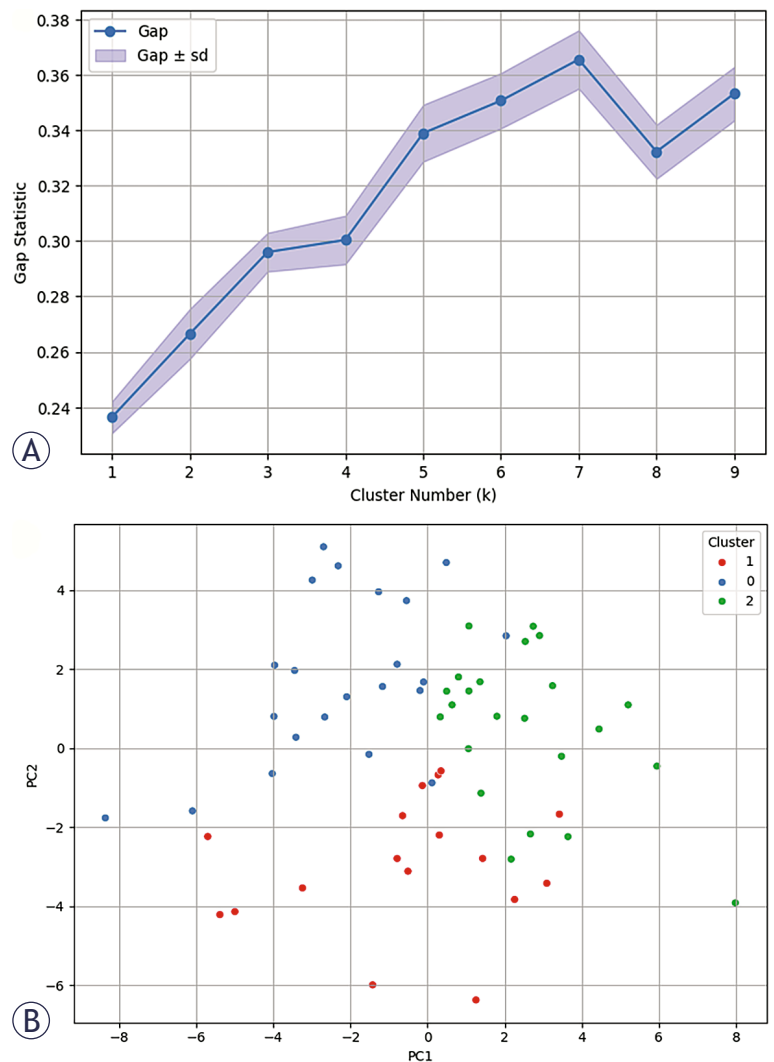 0.38
0.36
0.34
0.32
0.30
0.28
0.26
0.24
Gap Statistic
Gap
Gap ± sd
1 2 3 4 5 6 7 8 9
Cluster Number (k)
A
4
2
0
−2
−4
−6
PC2
Cluster
1
0
2
−8 −6 −4 −2 0 2 4 6 8
PC1
B